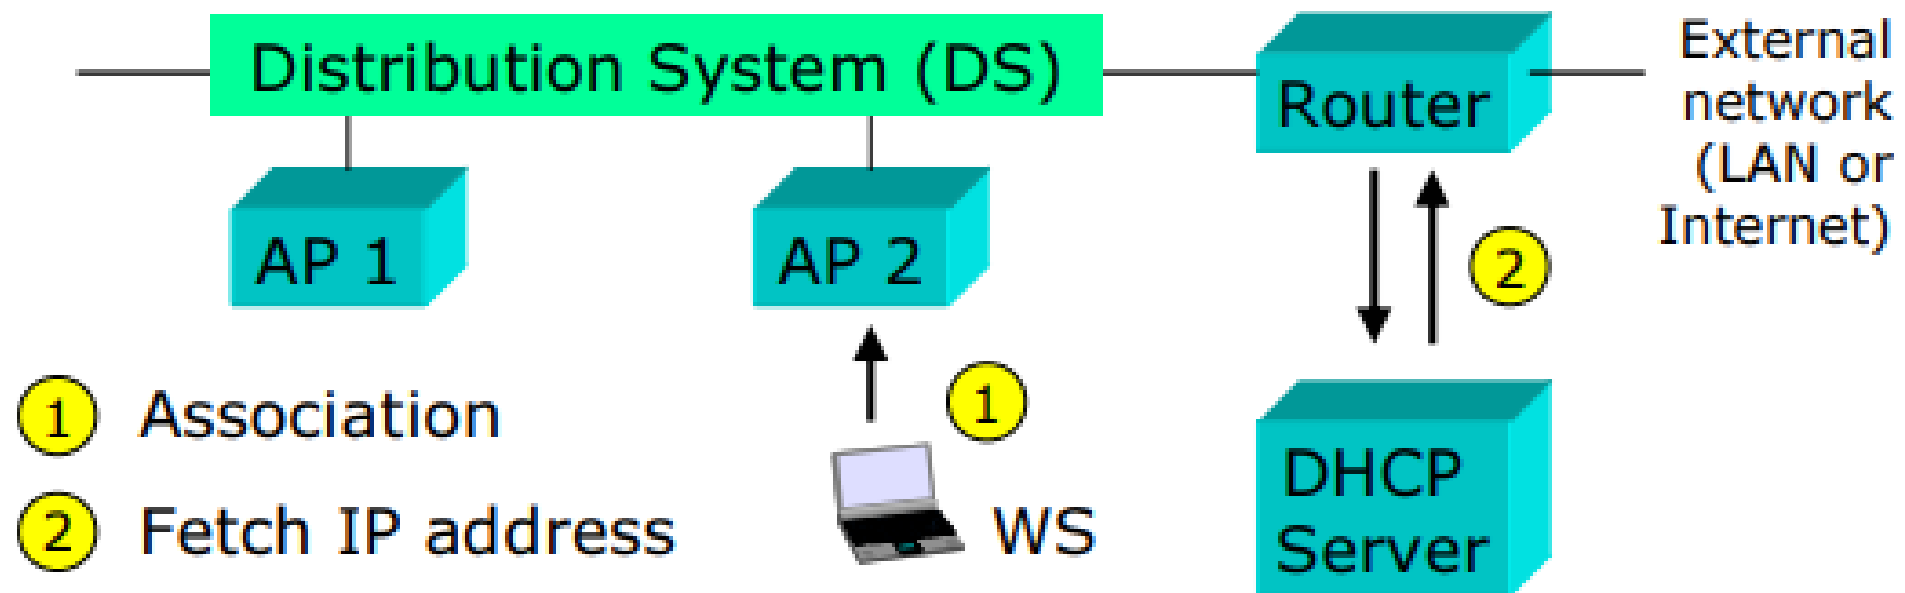 Distribution System (DS)
Router
External
network
(LAN or
Internet)
AP 1
AP 2
2
1
1 Association
2 Fetch IP address
WS
DHCP
Server